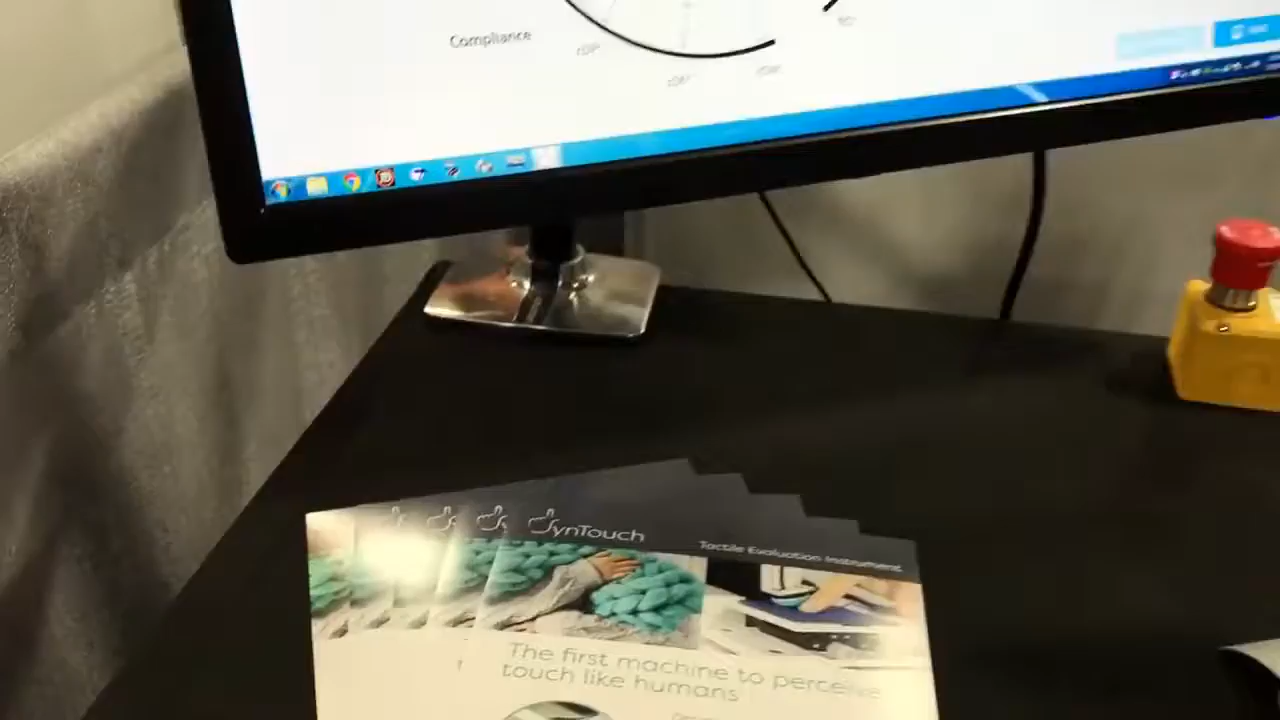 Compliance
SynTouch
Tactile Evaluation Instrument
The first machine to perceive
touch like humans